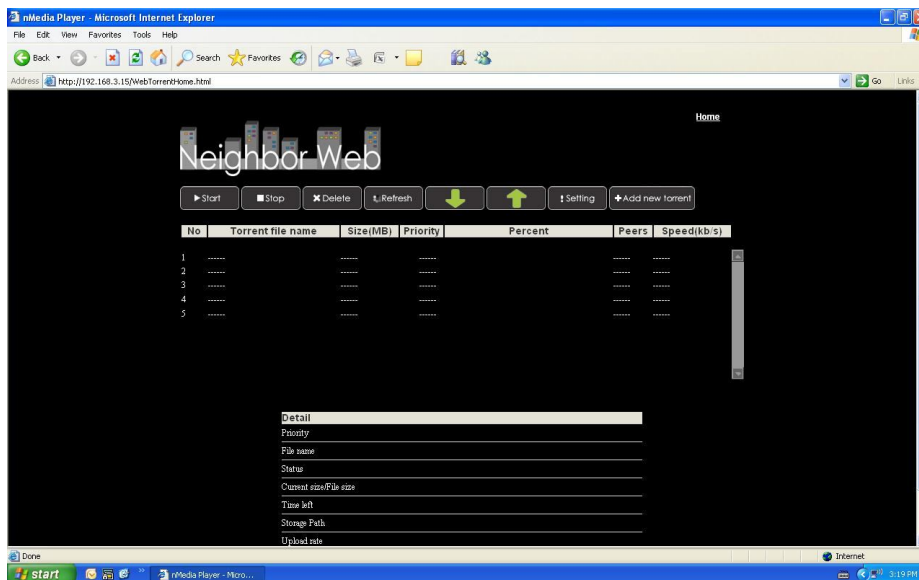 nMedia Player - Microsoft Internet Explorer
File Edit View Favorites Tools Help
Back Search Favorites
Address http://192.168.3.15/WebTorrentHome.html Go Links
Home
Neighbor Web
Start Stop Delete Refresh Setting Add new torrent
No Torrent file name Size(MB) Priority Percent Peers Speed(kb/s)
1 ------ ------ ------ ------ ------
2 ------ ------ ------ ------ ------
3 ------ ------ ------ ------ ------
4 ------ ------ ------ ------ ------
5 ------ ------ ------ ------ ------
Detail
Priority
File name
Status
Current size/File size
Time left
Storage Path
Upload rate
Done Internet
start nMedia Player - Micro... 3:19 PM